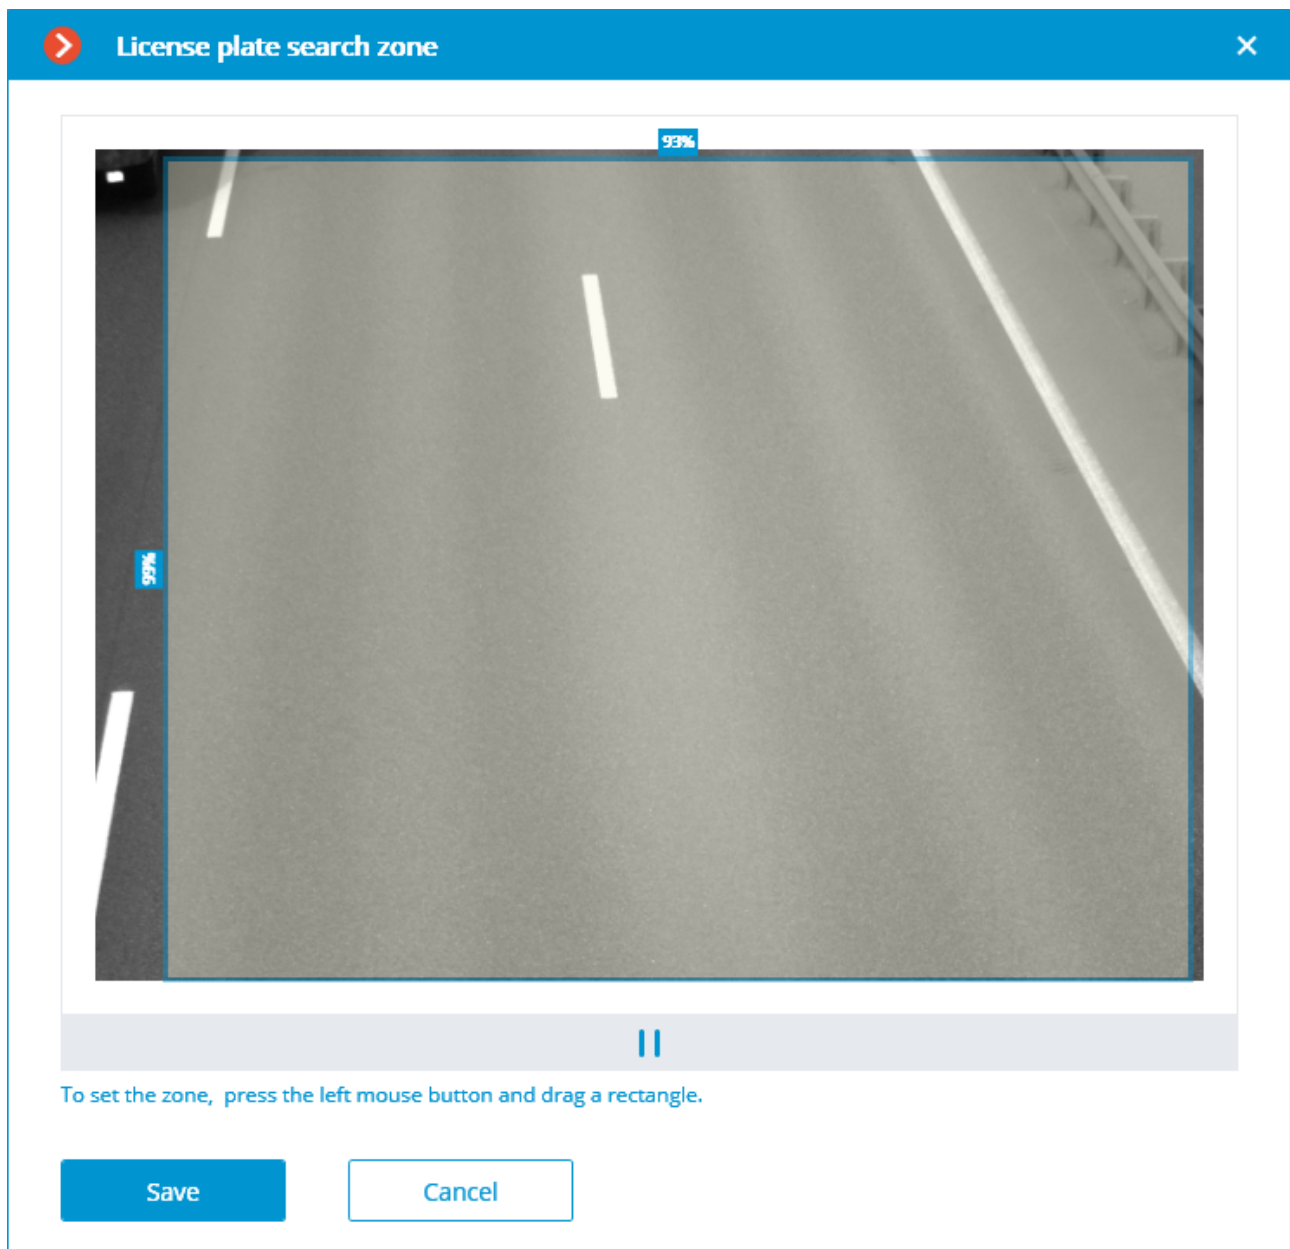 License plate search zone
93%
99%
To set the zone,  press the left mouse button and drag a rectangle.
Save
Cancel